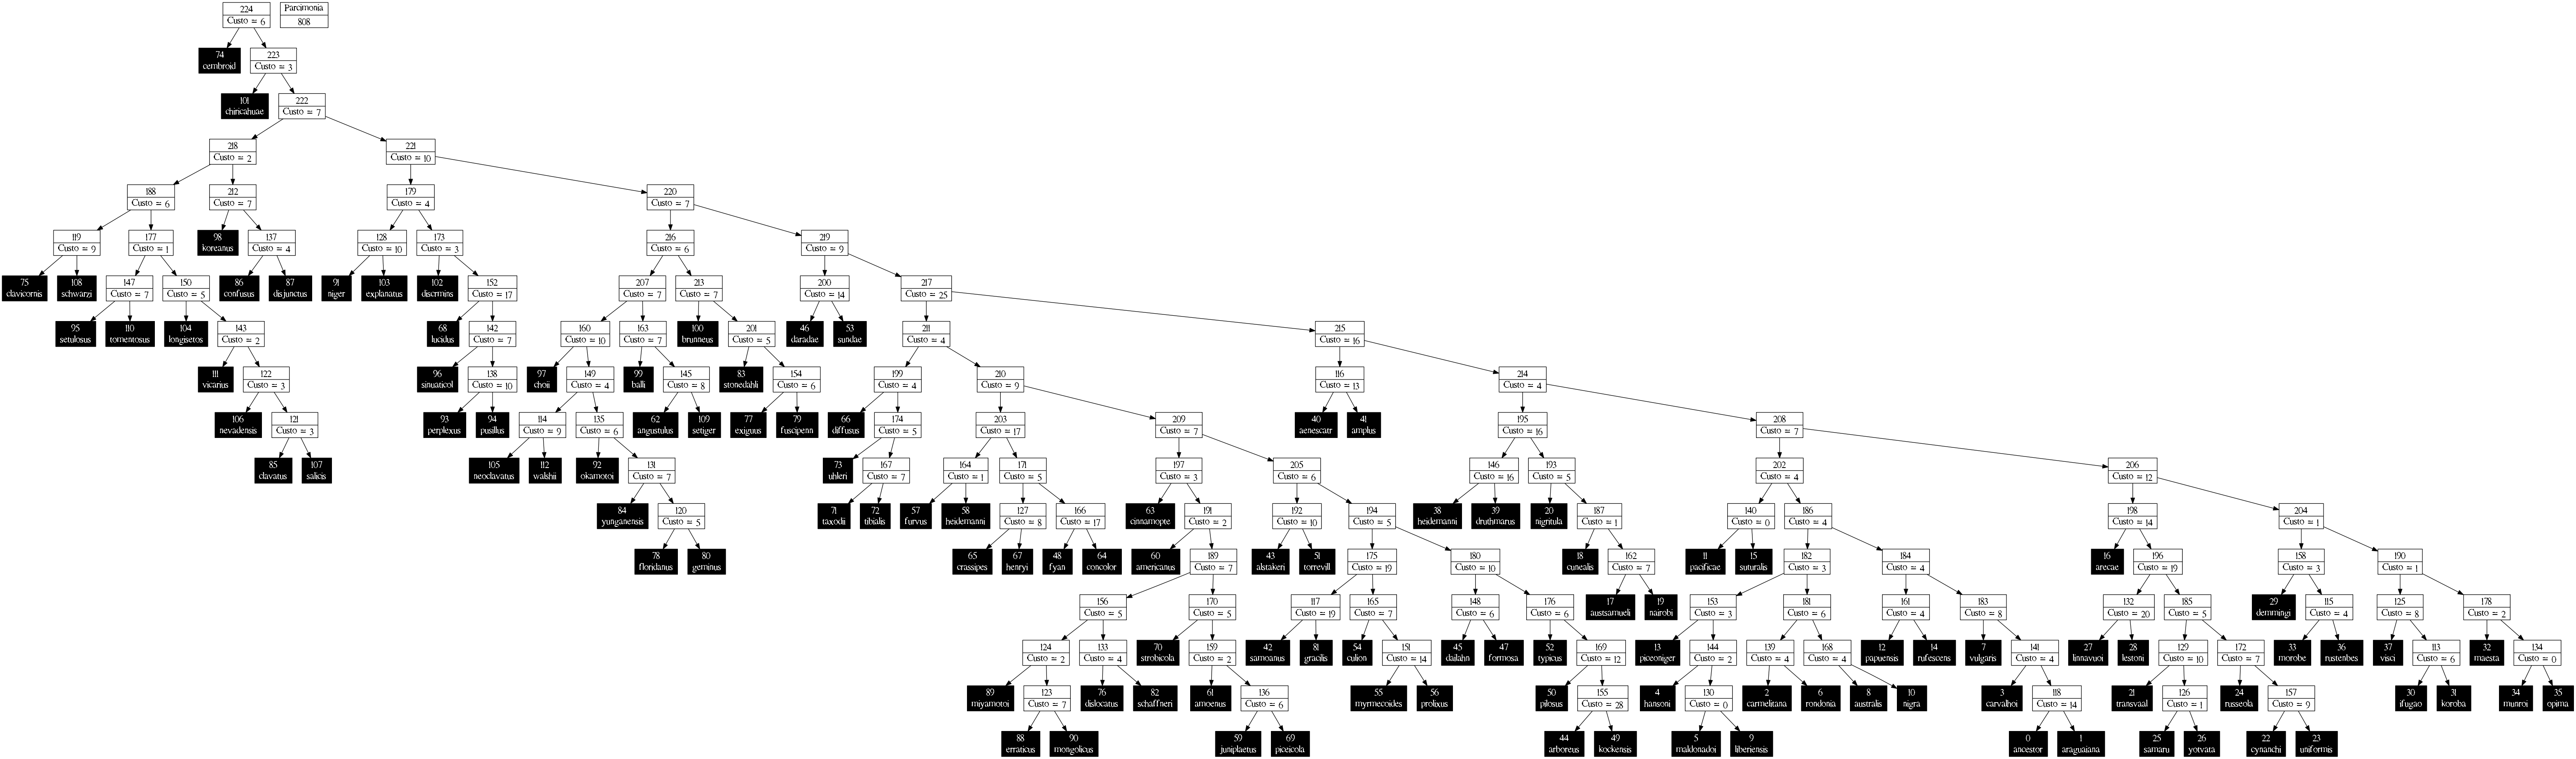 224
Custo = 6
Parcimonia
808
74
cembroid
223
Custo = 3
101
chiricahuae
222
Custo = 7
218
Custo = 2
221
Custo = 10
188
Custo = 6
212
Custo = 7
179
Custo = 4
220
Custo = 7
119
Custo = 9
177
Custo = 1
98
koreanus
137
Custo = 4
128
Custo = 10
173
Custo = 3
216
Custo = 6
219
Custo = 9
75
clavicornis
108
schwarzi
147
Custo = 7
150
Custo = 5
86
confusus
87
disjunctus
91
niger
103
explanatus
102
discrmins
152
Custo = 17
207
Custo = 7
213
Custo = 7
200
Custo = 14
217
Custo = 25
95
setulosus
110
tomentosus
104
longisetos
143
Custo = 2
68
lucidus
142
Custo = 7
160
Custo = 10
163
Custo = 7
100
brunneus
201
Custo = 5
46
daradae
53
sundae
211
Custo = 4
215
Custo = 16
111
vicarius
122
Custo = 3
96
sinuaticol
138
Custo = 10
97
choii
149
Custo = 4
99
balli
145
Custo = 8
83
stonedahli
154
Custo = 6
199
Custo = 4
210
Custo = 9
116
Custo = 13
214
Custo = 4
106
nevadensis
121
Custo = 3
93
perplexus
94
pusillus
114
Custo = 9
135
Custo = 6
62
angustulus
109
setiger
77
exiguus
79
fuscipenn
66
diffusus
174
Custo = 5
203
Custo = 17
209
Custo = 7
40
aenescatr
41
amplus
195
Custo = 16
208
Custo = 7
85
clavatus
107
salicis
105
neoclavatus
112
walshii
92
okamotoi
131
Custo = 7
73
uhleri
167
Custo = 7
164
Custo = 1
171
Custo = 5
197
Custo = 3
205
Custo = 6
146
Custo = 16
193
Custo = 5
202
Custo = 4
206
Custo = 12
84
yunganensis
120
Custo = 5
71
taxodii
72
tibialis
57
furvus
58
heidemanni
127
Custo = 8
166
Custo = 17
63
cinnamopte
191
Custo = 2
192
Custo = 10
194
Custo = 5
38
heidemanni
39
druthmarus
20
nigritula
187
Custo = 1
140
Custo = 0
186
Custo = 4
198
Custo = 14
204
Custo = 1
78
floridanus
80
geminus
65
crassipes
67
henryi
48
fyan
64
concolor
60
americanus
189
Custo = 7
43
alstakeri
51
torrevill
175
Custo = 19
180
Custo = 10
18
cunealis
162
Custo = 7
11
pacificae
15
suturalis
182
Custo = 3
184
Custo = 4
16
arecae
196
Custo = 19
158
Custo = 3
190
Custo = 1
156
Custo = 5
170
Custo = 5
117
Custo = 19
165
Custo = 7
148
Custo = 6
176
Custo = 6
17
austsamueli
19
nairobi
153
Custo = 3
181
Custo = 6
161
Custo = 4
183
Custo = 8
132
Custo = 20
185
Custo = 5
29
demmingi
115
Custo = 4
125
Custo = 8
178
Custo = 2
124
Custo = 2
133
Custo = 4
70
strobicola
159
Custo = 2
42
samoanus
81
gracilis
54
culion
151
Custo = 14
45
dailahn
47
formosa
52
typicus
169
Custo = 12
13
piceoniger
144
Custo = 2
139
Custo = 4
168
Custo = 4
12
papuensis
14
rufescens
7
vulgaris
141
Custo = 4
27
linnavuoi
28
lestoni
129
Custo = 10
172
Custo = 7
33
morobe
36
rustenbes
37
visci
113
Custo = 6
32
maesta
134
Custo = 0
89
miyamotoi
123
Custo = 7
76
dislocatus
82
schaffneri
61
amoenus
136
Custo = 6
55
myrmecoides
56
prolixus
50
pilosus
155
Custo = 28
4
hansoni
130
Custo = 0
2
carmelitana
6
rondonia
8
australis
10
nigra
3
carvalhoi
118
Custo = 14
21
transvaal
126
Custo = 1
24
russeola
157
Custo = 9
30
ifugao
31
koroba
34
munroi
35
opima
88
erraticus
90
mongolicus
59
juniplaetus
69
piceicola
44
arboreus
49
kockensis
5
maldonadoi
9
liberiensis
0
ancestor
1
araguaiana
25
samaru
26
yotvata
22
cynanchi
23
uniformis